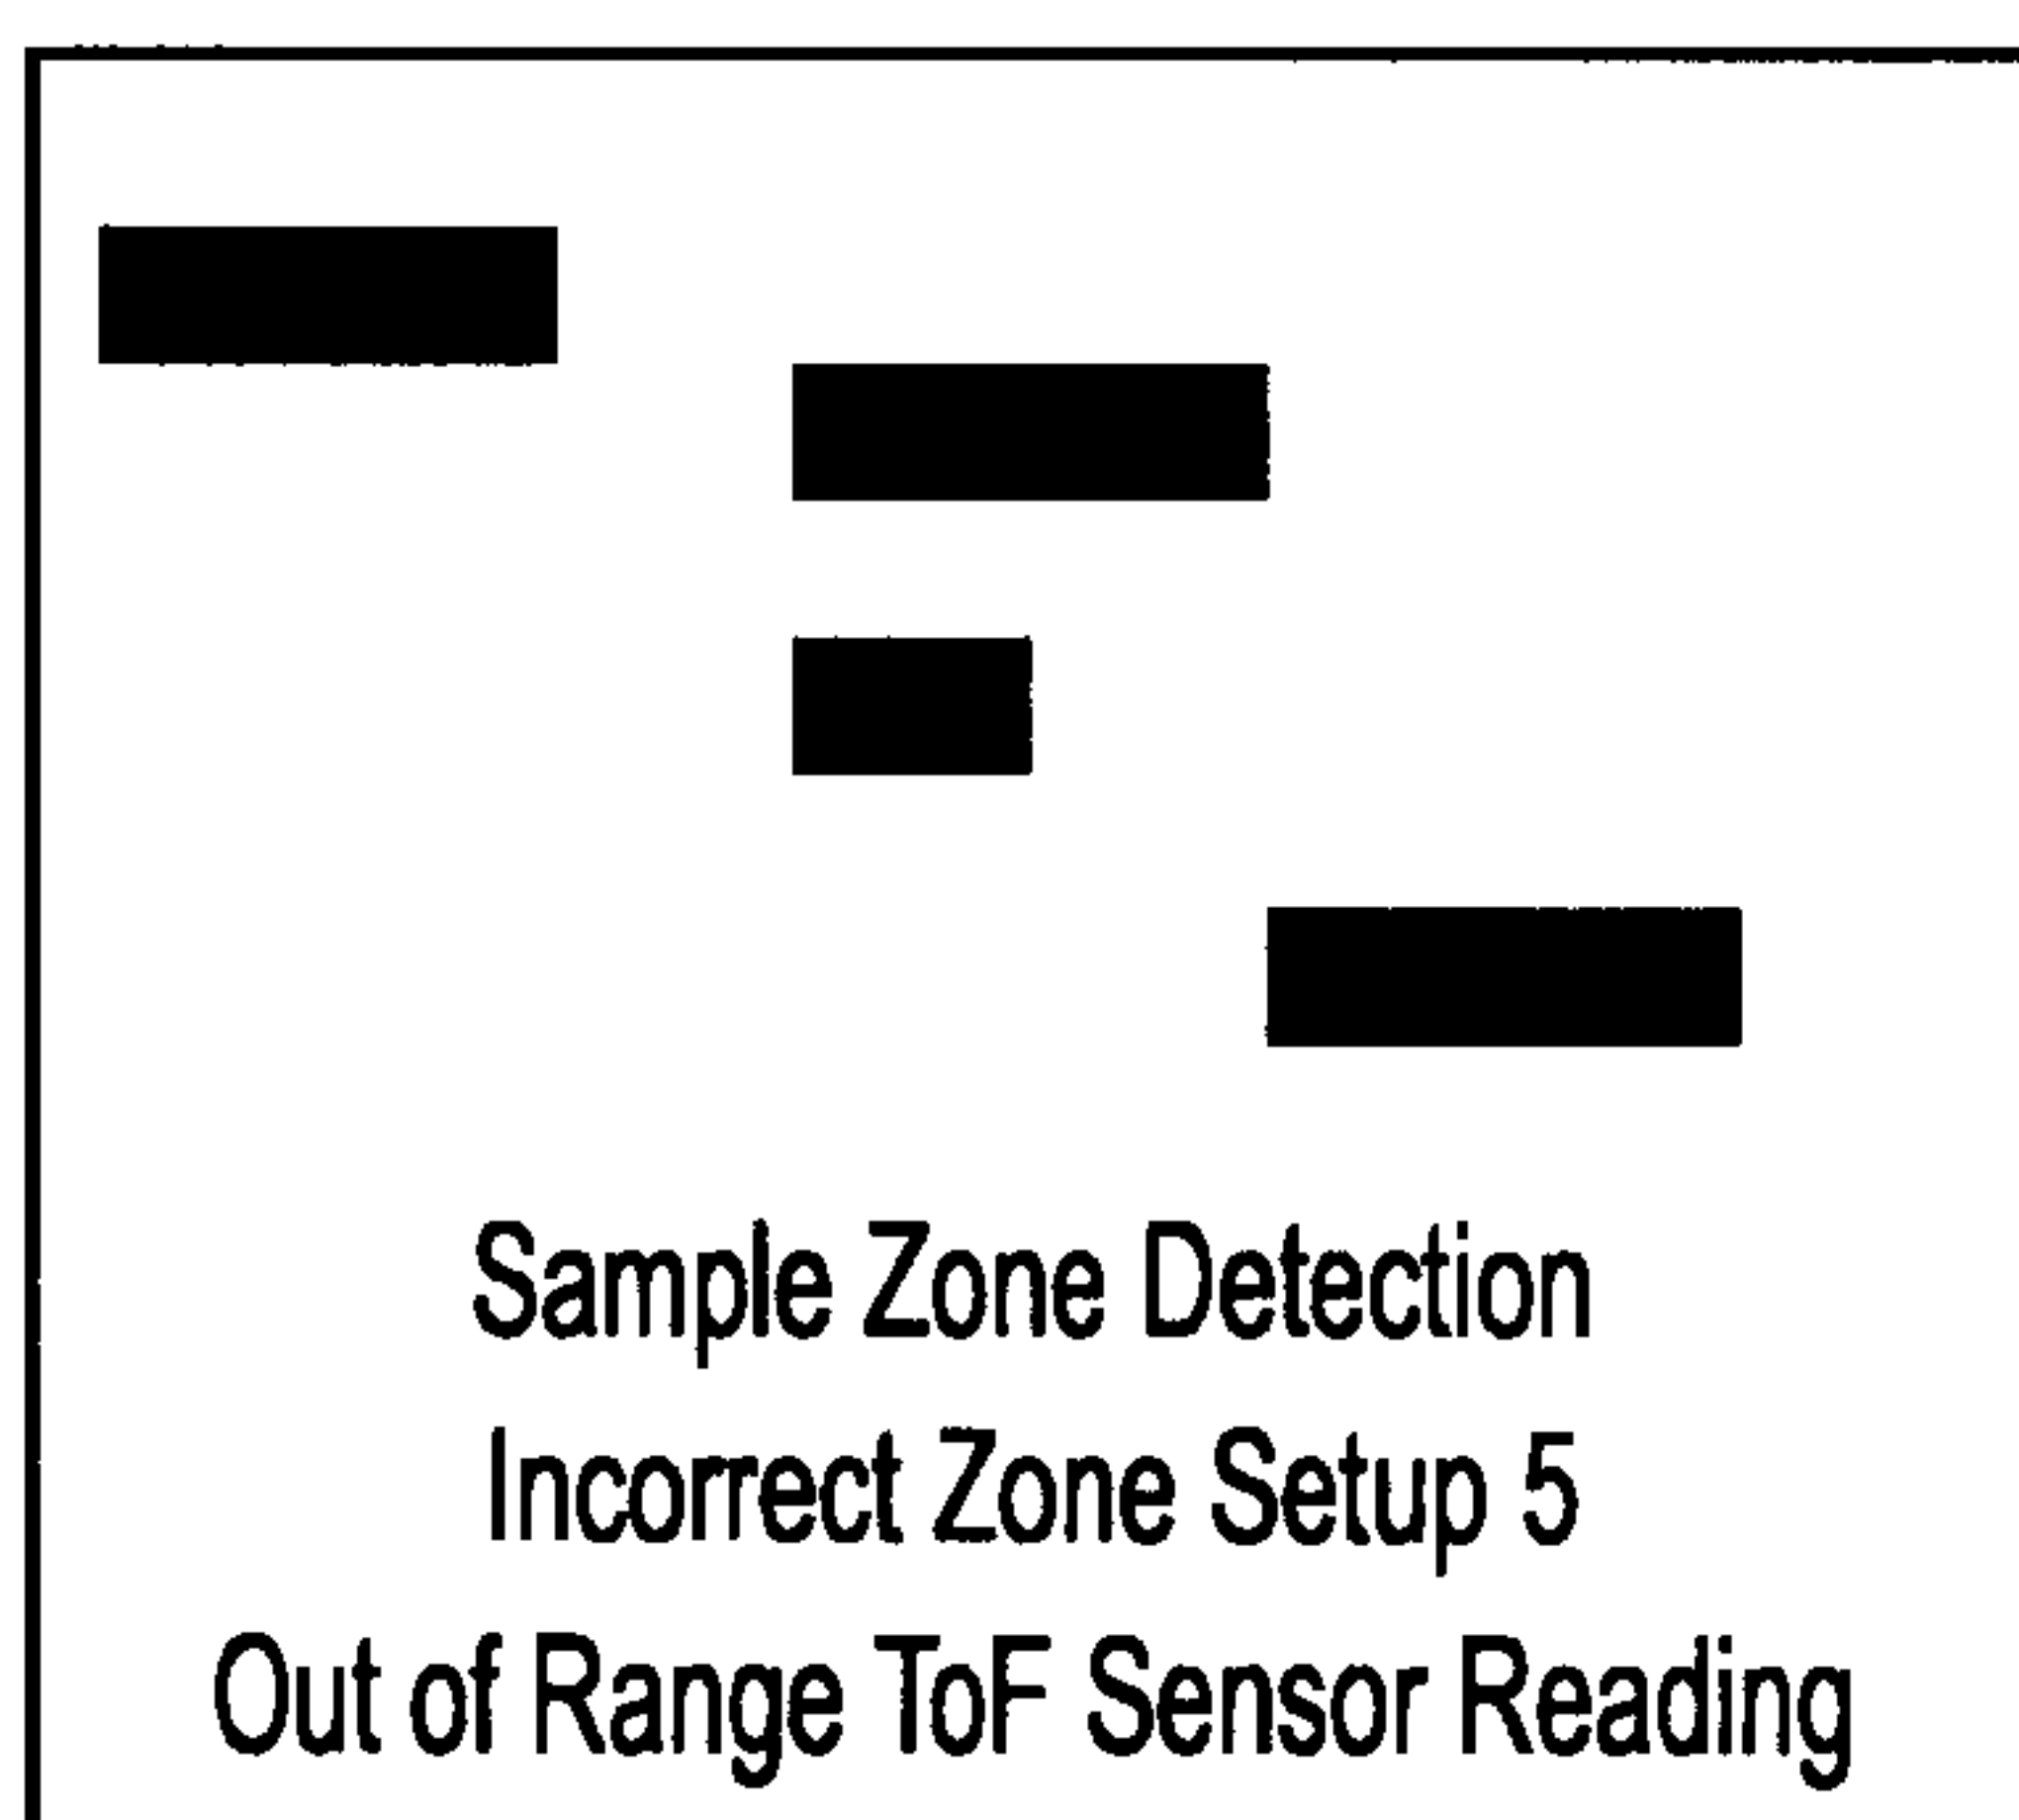 Sample Zone Detection
Incorrect Zone Setup 5
Out of Range ToF Sensor Reading